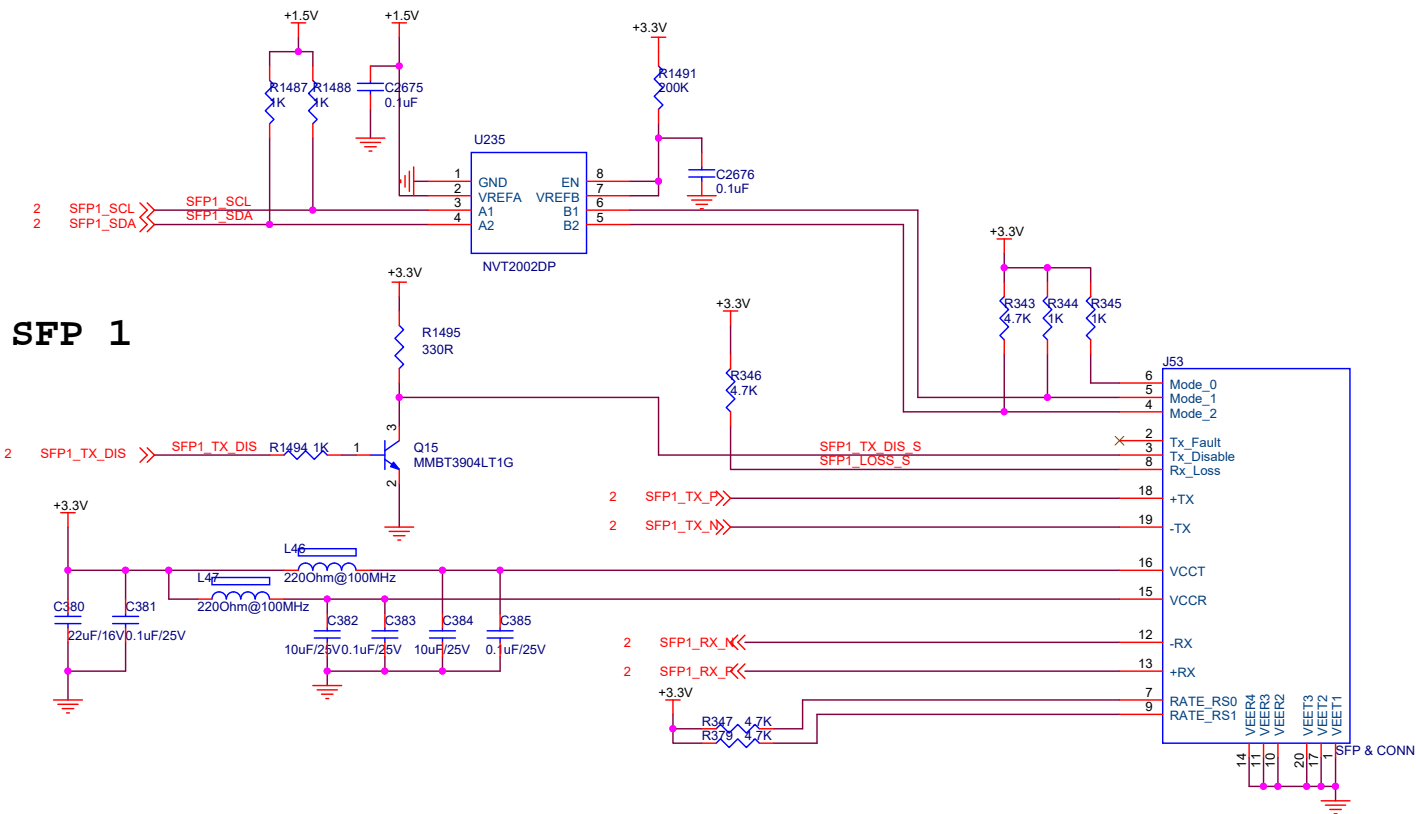 +1.5V
+1.5V
+3.3V
R1487
1K
R1488
1K
C2675
0.1uF
R1491
200K
U235
1
2
3
4
GND
VREFA
A1
A2
EN
VREFB
B1
B2
8
7
6
5
NVT2002DP
C2676
0.1uF
2 SFP1_SCL
SFP1_SCL
2 SFP1_SDA
SFP1_SDA
SFP 1
+3.3V
R1495
330R
+3.3V
R346
4.7K
+3.3V
R343
4.7K
R344
1K
R345
1K
2 SFP1_TX_DIS
SFP1_TX_DIS
R1494 1K
1
3
2
Q15
MMBT3904LT1G
SFP1_TX_DIS_S
SFP1_LOSS_S
2 SFP1_TX_P
2 SFP1_TX_N
+3.3V
L46
220Ohm@100MHz
L47
220Ohm@100MHz
C380
22uF/16V
C381
0.1uF/25V
C382
10uF/25V
C383
0.1uF/25V
C384
10uF/25V
C385
0.1uF/25V
2 SFP1_RX_N
2 SFP1_RX_P
+3.3V
R347 4.7K
R379 4.7K
J53
6 Mode_0
5 Mode_1
4 Mode_2
2 Tx_Fault
3 Tx_Disable
8 Rx_Loss
18 +TX
19 -TX
16 VCCT
15 VCCR
12 -RX
13 +RX
7 RATE_RS0
9 RATE_RS1
VEER4
VEER3
VEER2
VEET3
VEET2
VEET1
14
11
10
20
17
1
SFP & CONN